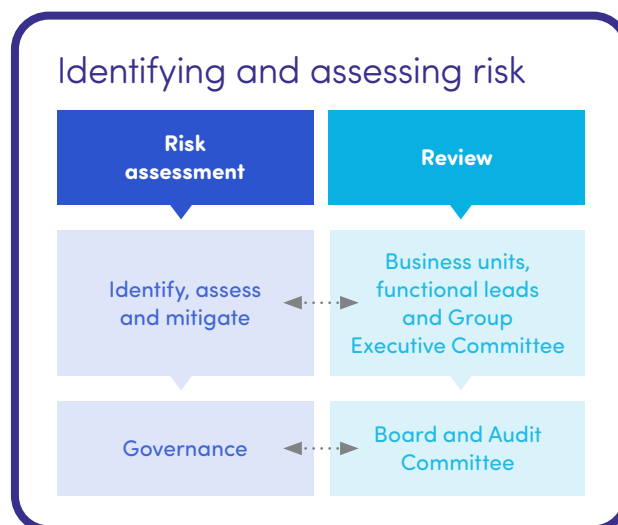 Identifying and assessing risk
Risk
assessment
Review
Identify, assess
and mitigate
Business units,
functional leads
and Group
Executive Committee
Governance
Board and Audit
Committee